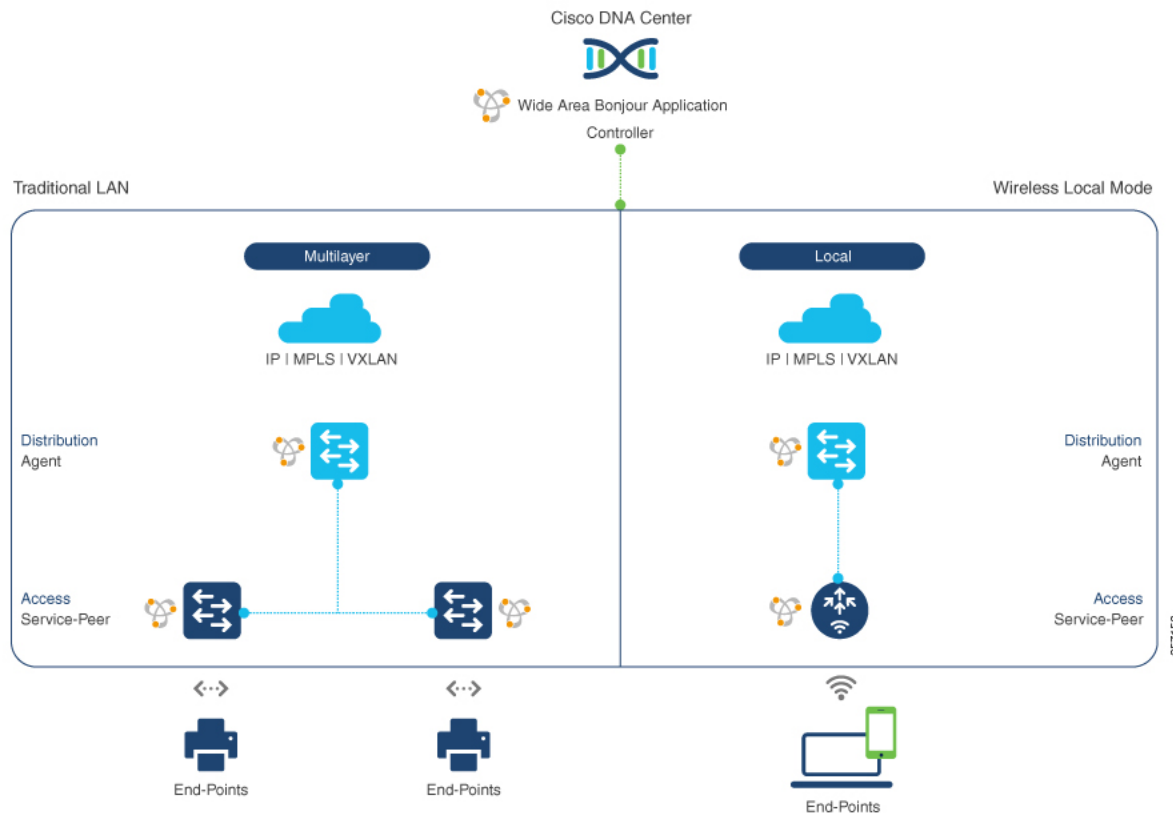 Cisco DNA Center
Wide Area Bonjour Application
Controller
Traditional LAN
Wireless Local Mode
Multilayer
Local
IP | MPLS | VXLAN
IP | MPLS | VXLAN
Distribution
Agent
Distribution
Agent
Access
Service-Peer
Access
Service-Peer
End-Points
End-Points
End-Points